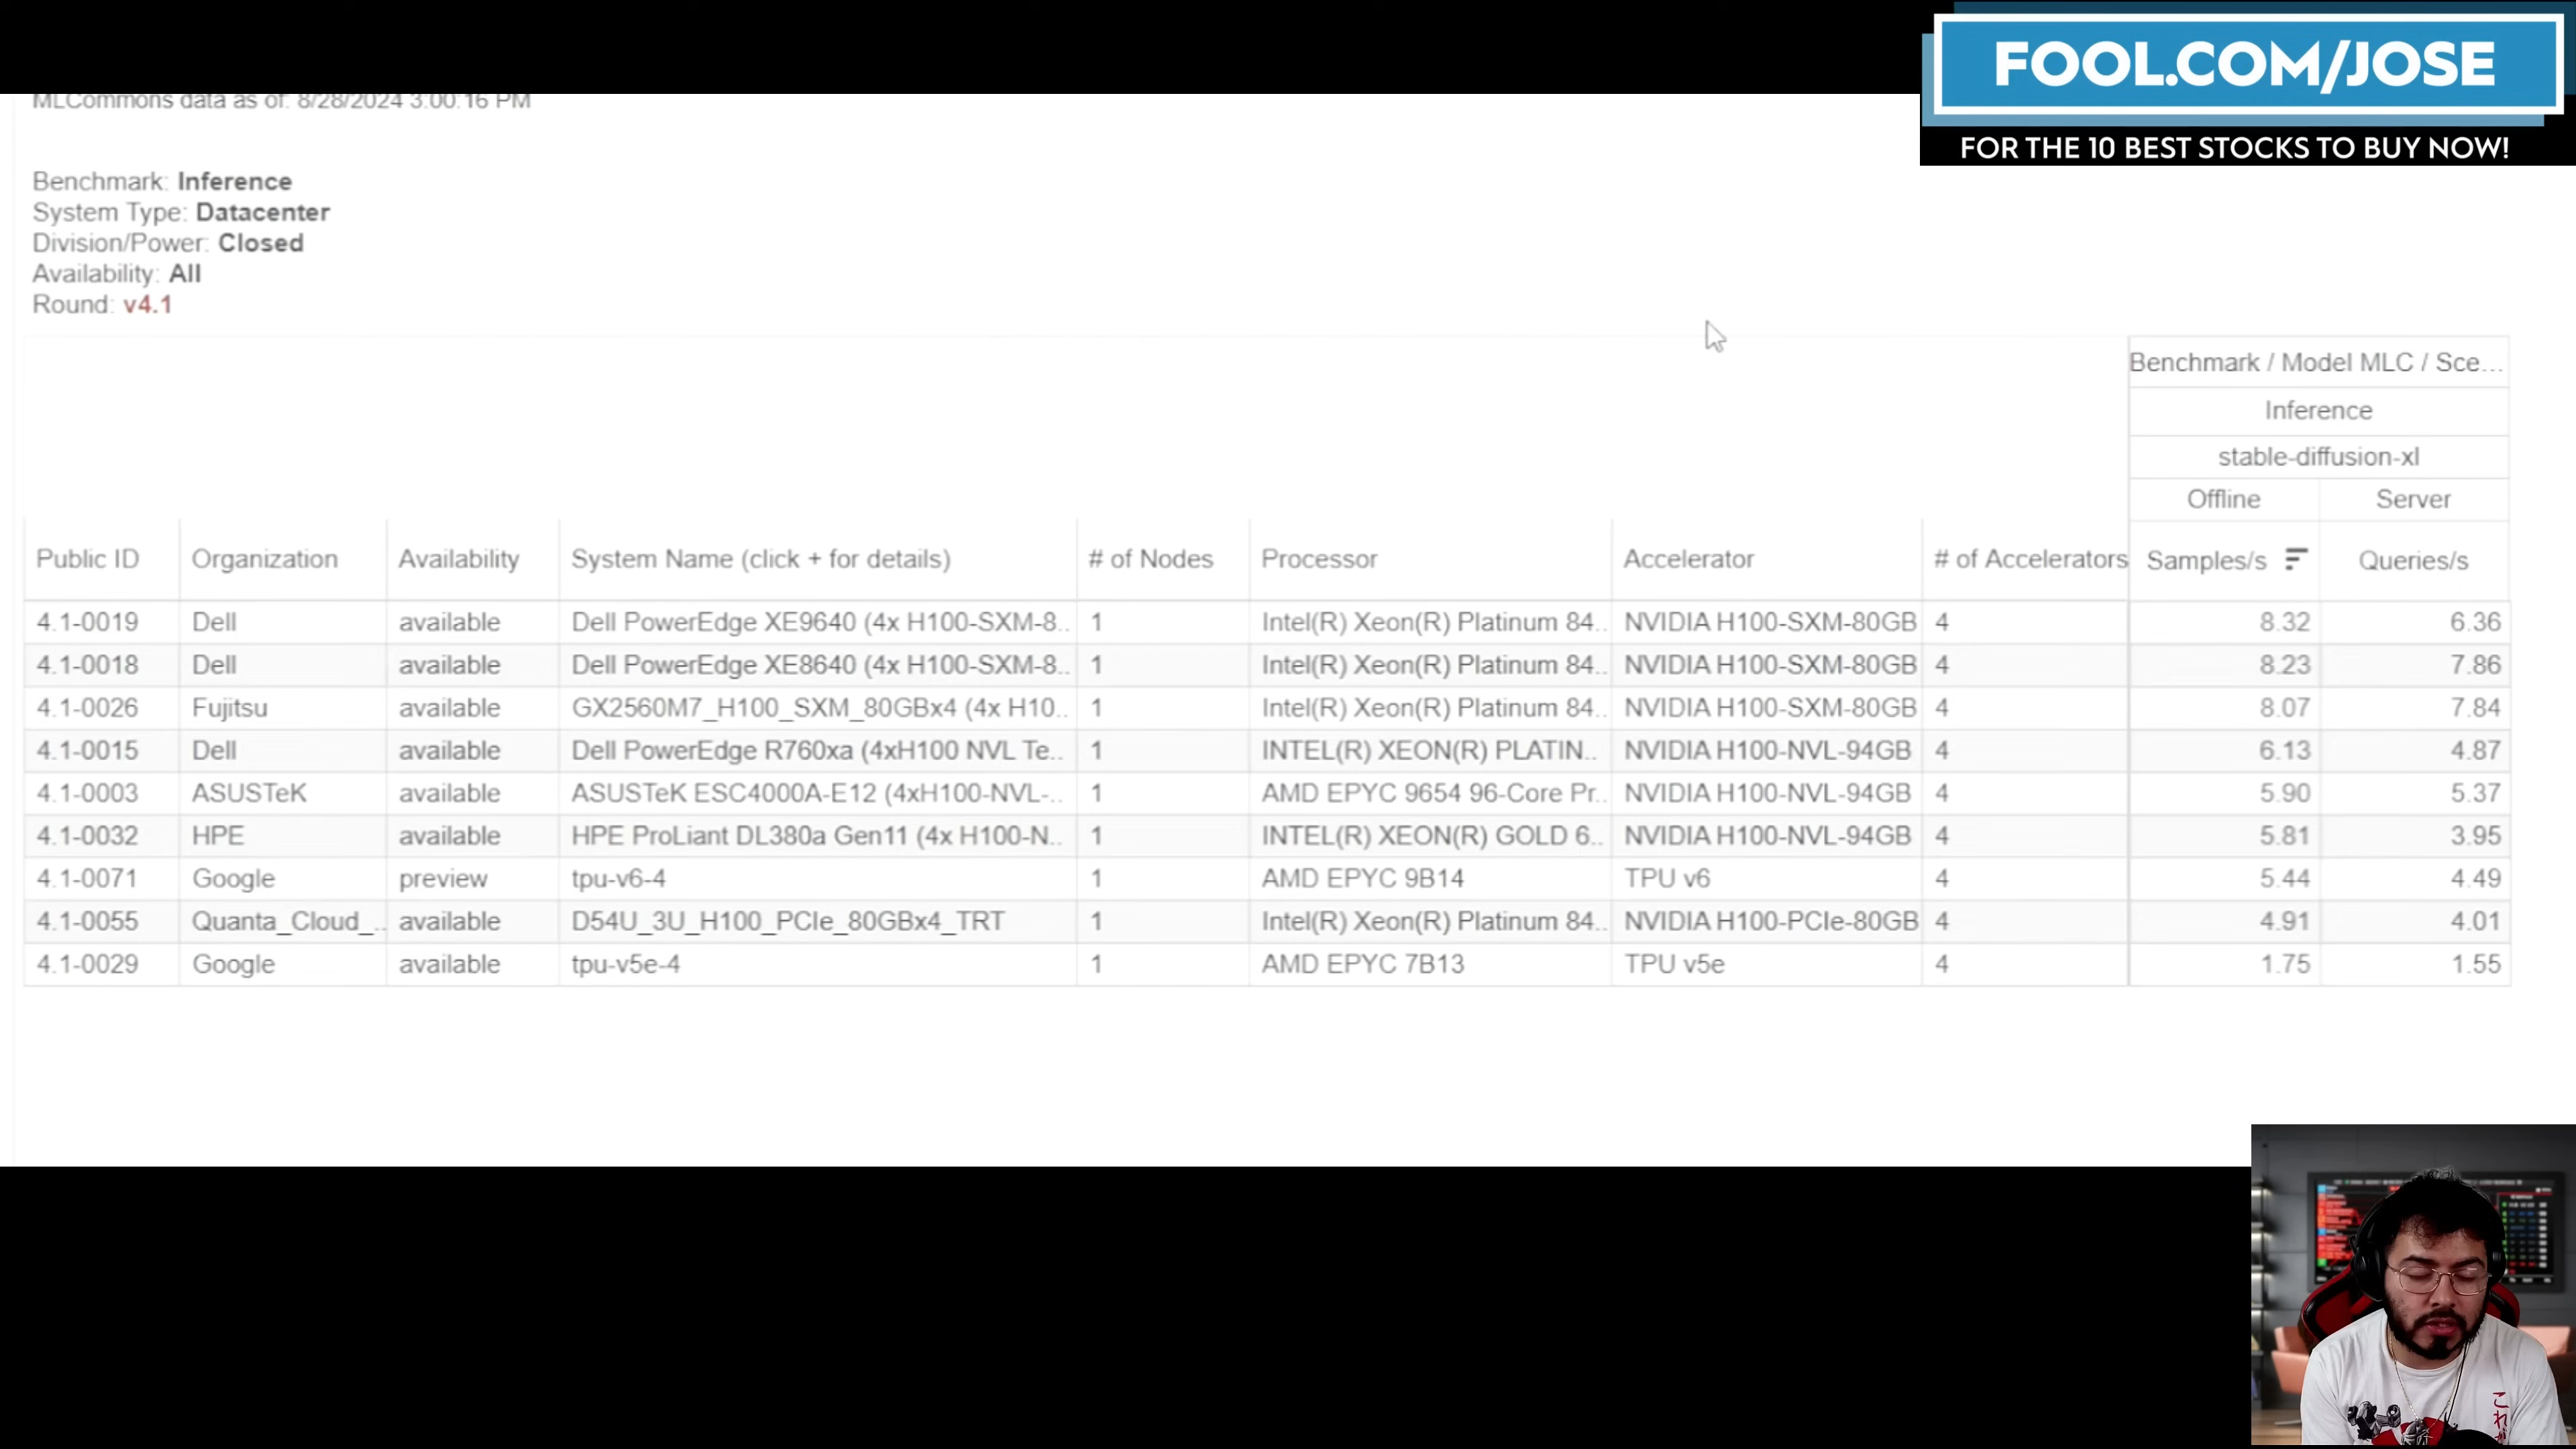 FOOL.COM/JOSE
FOR THE 10 BEST STOCKS TO BUY NOW!
MLCommons data as of: 8/28/2024 3:00:16 PM
Benchmark: Inference
System Type: Datacenter
Division/Power: Closed
Availability: All
Round: v4.1
Benchmark / Model MLC / Sce...
Inference
stable-diffusion-xl
Offline Server
Public ID Organization Availability System Name (click + for details) # of Nodes Processor Accelerator # of Accelerators Samples/s Queries/s
4.1-0019 Dell available Dell PowerEdge XE9640 (4x H100-SXM-8.. 1 Intel(R) Xeon(R) Platinum 84.. NVIDIA H100-SXM-80GB 4 8.32 6.36
4.1-0018 Dell available Dell PowerEdge XE8640 (4x H100-SXM-8.. 1 Intel(R) Xeon(R) Platinum 84.. NVIDIA H100-SXM-80GB 4 8.23 7.86
4.1-0026 Fujitsu available GX2560M7_H100_SXM_80GBx4 (4x H10.. 1 Intel(R) Xeon(R) Platinum 84.. NVIDIA H100-SXM-80GB 4 8.07 7.84
4.1-0015 Dell available Dell PowerEdge R760xa (4xH100 NVL Te.. 1 INTEL(R) XEON(R) PLATIN.. NVIDIA H100-NVL-94GB 4 6.13 4.87
4.1-0003 ASUSTeK available ASUSTeK ESC4000A-E12 (4xH100-NVL-.. 1 AMD EPYC 9654 96-Core Pr.. NVIDIA H100-NVL-94GB 4 5.90 5.37
4.1-0032 HPE available HPE ProLiant DL380a Gen11 (4x H100-N.. 1 INTEL(R) XEON(R) GOLD 6.. NVIDIA H100-NVL-94GB 4 5.81 3.95
4.1-0071 Google preview tpu-v6-4 1 AMD EPYC 9B14 TPU v6 4 5.44 4.49
4.1-0055 Quanta_Cloud_.. available D54U_3U_H100_PCIe_80GBx4_TRT 1 Intel(R) Xeon(R) Platinum 84.. NVIDIA H100-PCIe-80GB 4 4.91 4.01
4.1-0029 Google available tpu-v5e-4 1 AMD EPYC 7B13 TPU v5e 4 1.75 1.55